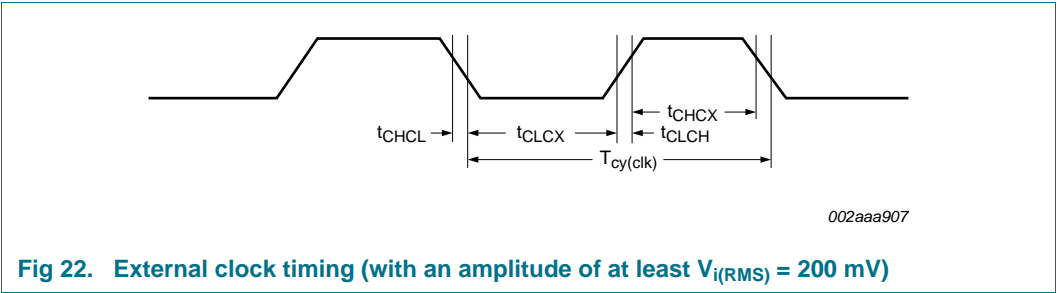 tCHCX
tCHCL tCLCX tCLCH
Tcy(clk)
002aaa907
Fig 22. External clock timing (with an amplitude of at least Vi(RMS) = 200 mV)